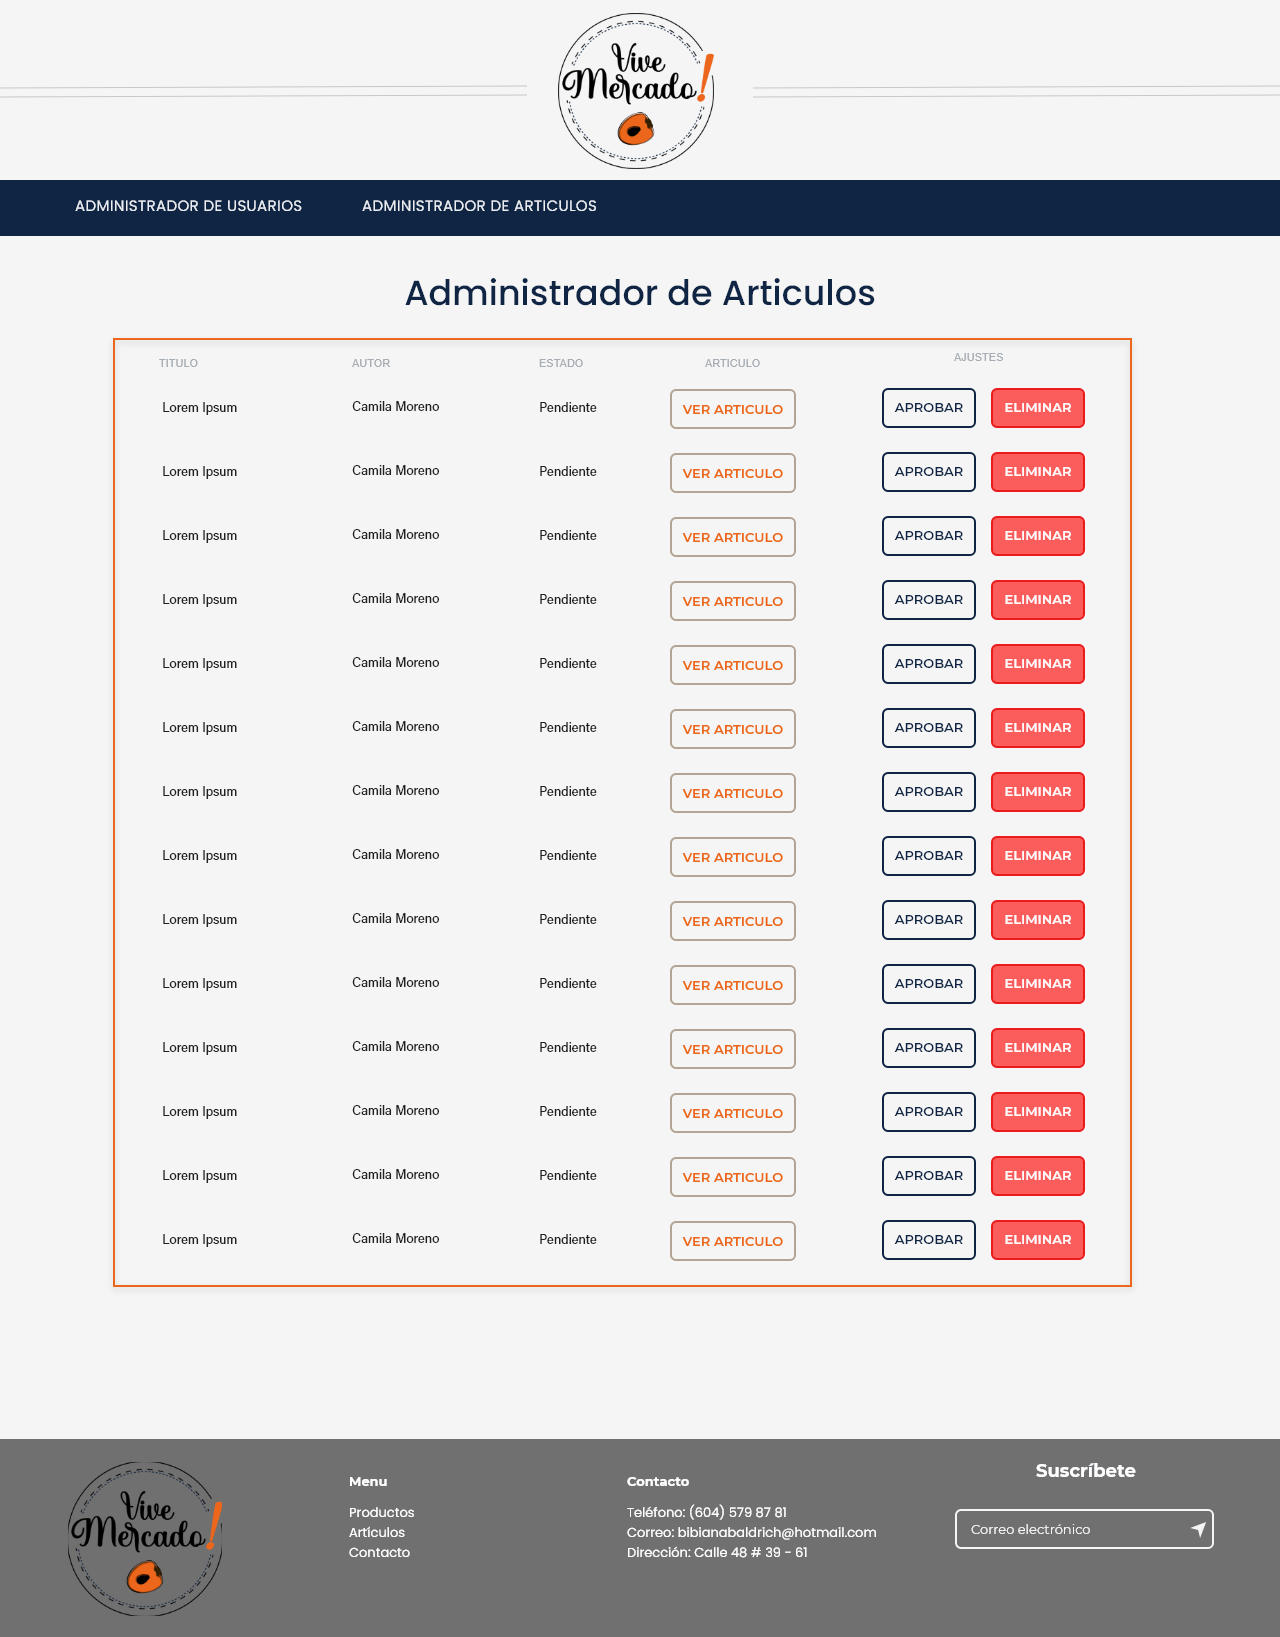 Vive
Mercado!
ADMINISTRADOR DE USUARIOS ADMINISTRADOR DE ARTICULOS
Administrador de Articulos
TITULO AUTOR ESTADO ARTICULO AJUSTES
Lorem Ipsum Camila Moreno Pendiente VER ARTICULO APROBAR ELIMINAR
Lorem Ipsum Camila Moreno Pendiente VER ARTICULO APROBAR ELIMINAR
Lorem Ipsum Camila Moreno Pendiente VER ARTICULO APROBAR ELIMINAR
Lorem Ipsum Camila Moreno Pendiente VER ARTICULO APROBAR ELIMINAR
Lorem Ipsum Camila Moreno Pendiente VER ARTICULO APROBAR ELIMINAR
Lorem Ipsum Camila Moreno Pendiente VER ARTICULO APROBAR ELIMINAR
Lorem Ipsum Camila Moreno Pendiente VER ARTICULO APROBAR ELIMINAR
Lorem Ipsum Camila Moreno Pendiente VER ARTICULO APROBAR ELIMINAR
Lorem Ipsum Camila Moreno Pendiente VER ARTICULO APROBAR ELIMINAR
Lorem Ipsum Camila Moreno Pendiente VER ARTICULO APROBAR ELIMINAR
Lorem Ipsum Camila Moreno Pendiente VER ARTICULO APROBAR ELIMINAR
Lorem Ipsum Camila Moreno Pendiente VER ARTICULO APROBAR ELIMINAR
Lorem Ipsum Camila Moreno Pendiente VER ARTICULO APROBAR ELIMINAR
Lorem Ipsum Camila Moreno Pendiente VER ARTICULO APROBAR ELIMINAR
Vive
Mercado!
Menu
Productos
Artículos
Contacto
Contacto
Teléfono: (604) 579 87 81
Correo: bibianabaldrich@hotmail.com
Dirección: Calle 48 # 39 - 61
Suscríbete
Correo electrónico